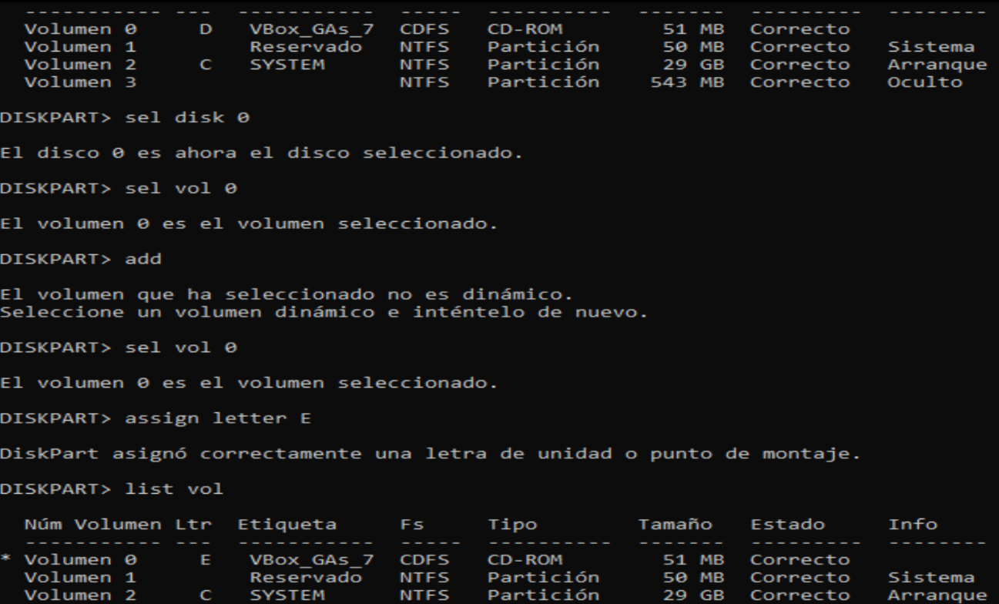 ----------- --- ----------- ----- ---------- ------- --------- --------
Volumen 0 D VBox_GAs_7 CDFS CD-ROM 51 MB Correcto
Volumen 1 Reservado NTFS Partición 50 MB Correcto Sistema
Volumen 2 C SYSTEM NTFS Partición 29 GB Correcto Arranque
Volumen 3 NTFS Partición 543 MB Correcto Oculto
DISKPART> sel disk 0
El disco 0 es ahora el disco seleccionado.
DISKPART> sel vol 0
El volumen 0 es el volumen seleccionado.
DISKPART> add
El volumen que ha seleccionado no es dinámico.
Seleccione un volumen dinámico e inténtelo de nuevo.
DISKPART> sel vol 0
El volumen 0 es el volumen seleccionado.
DISKPART> assign letter E
DiskPart asignó correctamente una letra de unidad o punto de montaje.
DISKPART> list vol
Núm Volumen Ltr Etiqueta Fs Tipo Tamaño Estado Info
----------- --- ----------- ----- ---------- ------- --------- --------
* Volumen 0 E VBox_GAs_7 CDFS CD-ROM 51 MB Correcto
Volumen 1 Reservado NTFS Partición 50 MB Correcto Sistema
Volumen 2 C SYSTEM NTFS Partición 29 GB Correcto Arranque